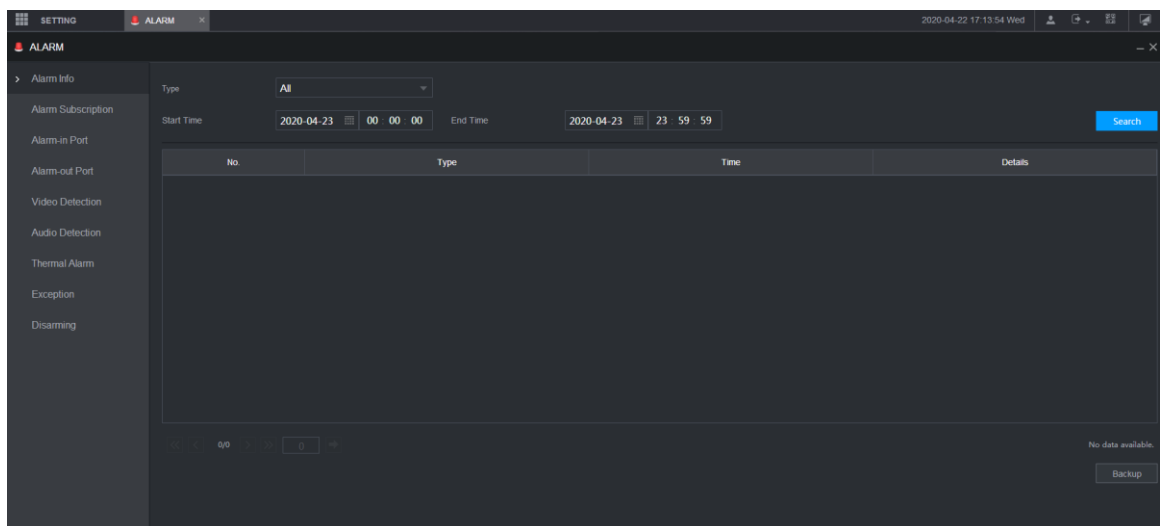 SETTING ALARM × 2020-04-22 17:13:54 Wed
ALARM
Alarm Info
Alarm Subscription
Alarm-in Port
Alarm-out Port
Video Detection
Audio Detection
Thermal Alarm
Exception
Disarming
Type All
Start Time 2020-04-23 00 : 00 : 00 End Time 2020-04-23 23 : 59 : 59 Search
No. Type Time Details
0/0 0 No data available.
Backup